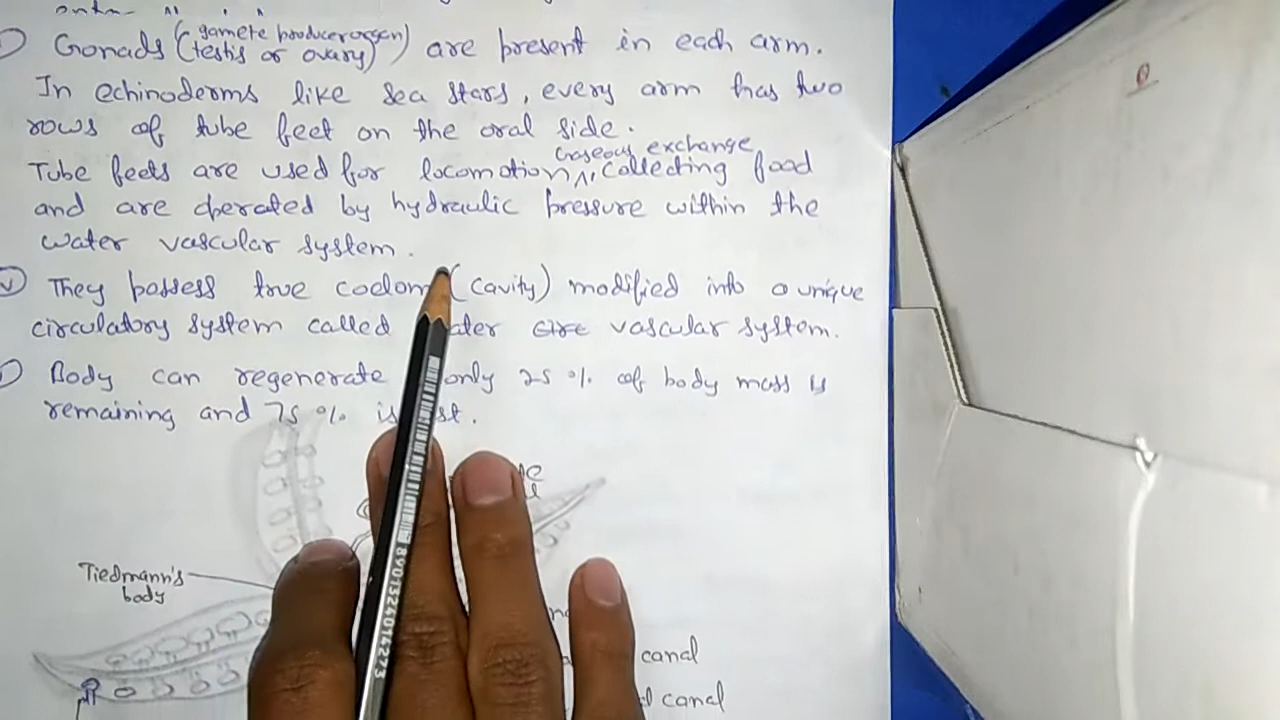 gamete producer organ
Gonads (testis or ovary) are present in each arm.
In echinoderms like sea stars, every arm has two
rows of tube feet on the oral side.
Gaseous exchange
Tube feets are used for locomotion, collecting food
and are oberated by hydraulic pressure within the
water vascular system.
They possess true coelom (cavity) modified into a unique
circulatory system called vascular system.
Body can regenerate only 25 % of body mass is
remaining and 75 % is
Tiedmann's
body
canal
canal
8901324014273